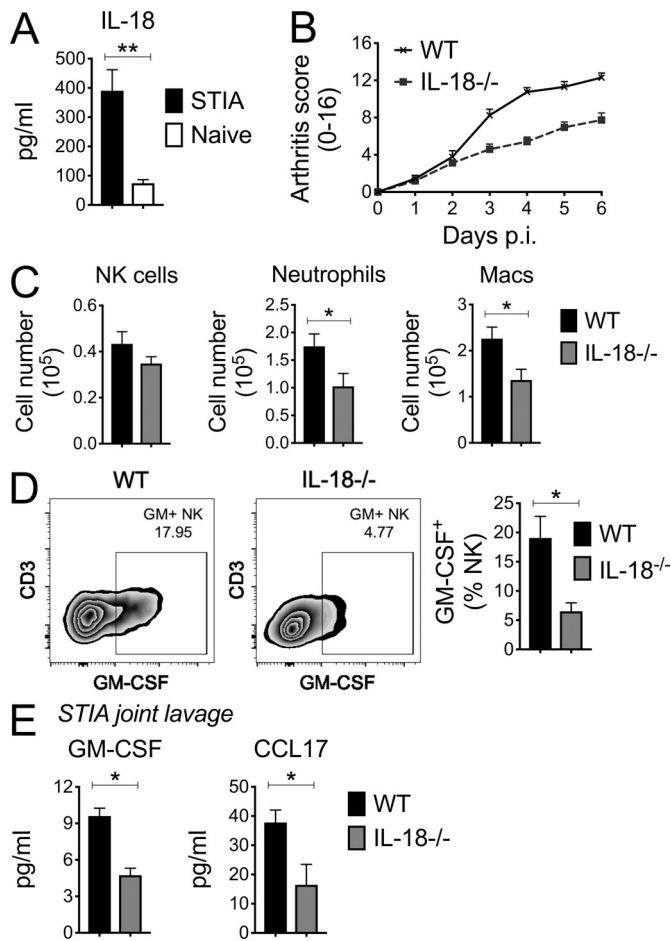 A
IL-18
**
500
400
300
200
100
0
pg/ml
STIA
Naive
B
16
12
8
4
0
Arthritis score
(0-16)
WT
IL-18-/-
0 1 2 3 4 5 6
Days p.i.
C
NK cells
0.6
0.4
0.2
0.0
Cell number
(10⁵)
Neutrophils
*
2.5
2.0
1.5
1.0
0.5
0.0
Cell number
(10⁵)
Macs
*
3
2
1
0
Cell number
(10⁵)
WT
IL-18-/-
D
WT
GM+ NK
17.95
CD3
GM-CSF
IL-18-/-
GM+ NK
4.77
CD3
GM-CSF
*
25
20
15
10
5
0
GM-CSF⁺
(% NK)
WT
IL-18⁻/⁻
E STIA joint lavage
GM-CSF
*
12
9
6
3
0
pg/ml
CCL17
*
50
40
30
20
10
0
pg/ml
WT
IL-18-/-